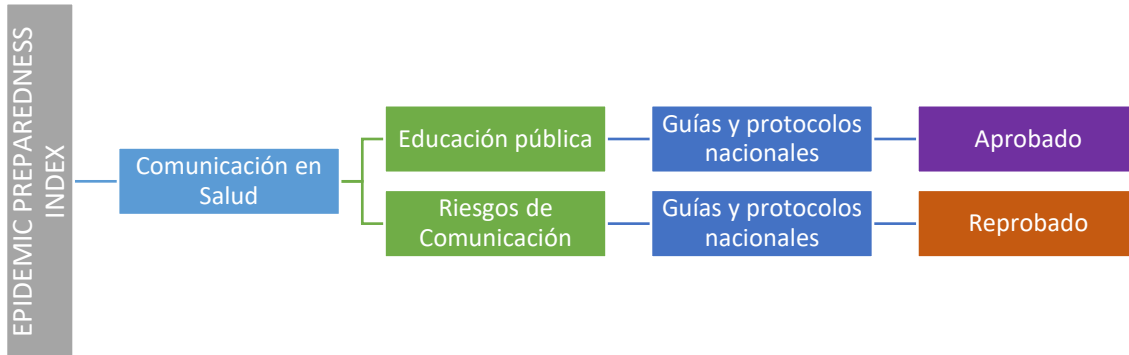 EPIDEMIC PREPAREDNESS
INDEX
Comunicación en
Salud
Educación pública
Guías y protocolos
nacionales
Aprobado
Riesgos de
Comunicación
Guías y protocolos
nacionales
Reprobado